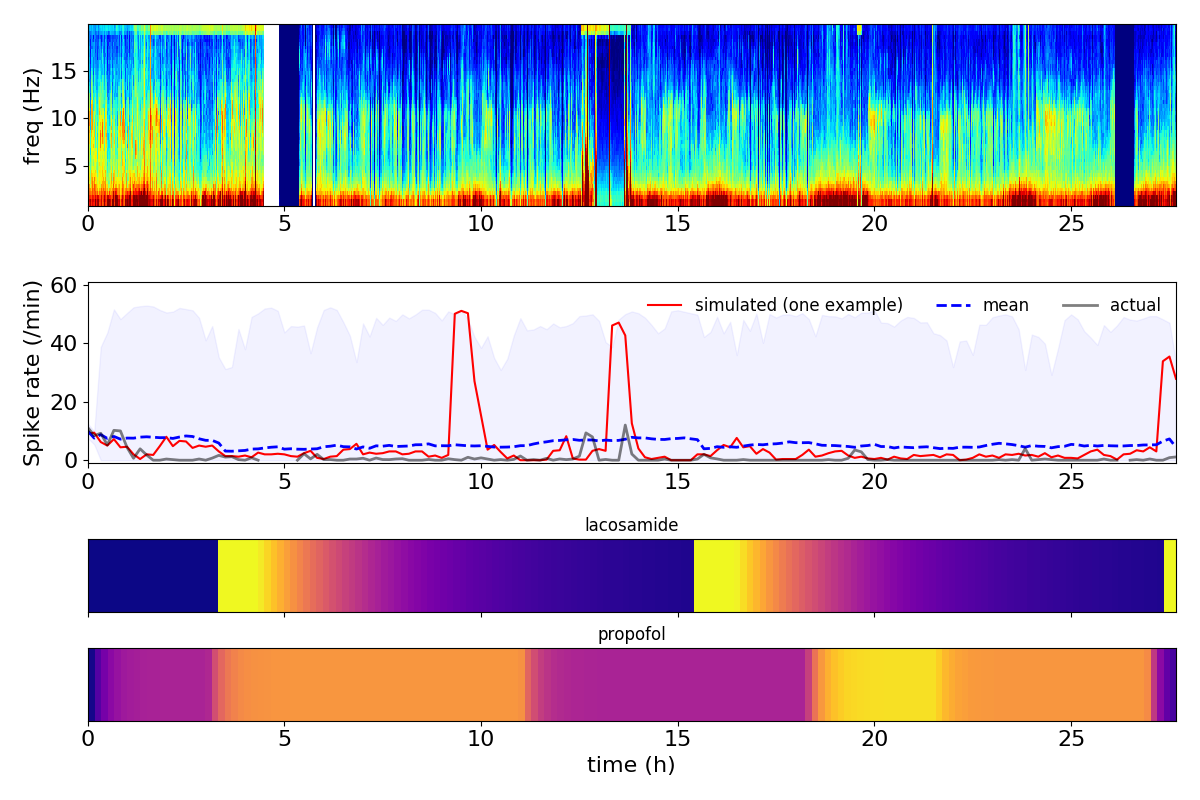 freq (Hz)
15
10
5
0 5 10 15 20 25
Spike rate (/min)
60
40
20
0
simulated (one example) mean actual
0 5 10 15 20 25
lacosamide
propofol
0 5 10 15 20 25
time (h)